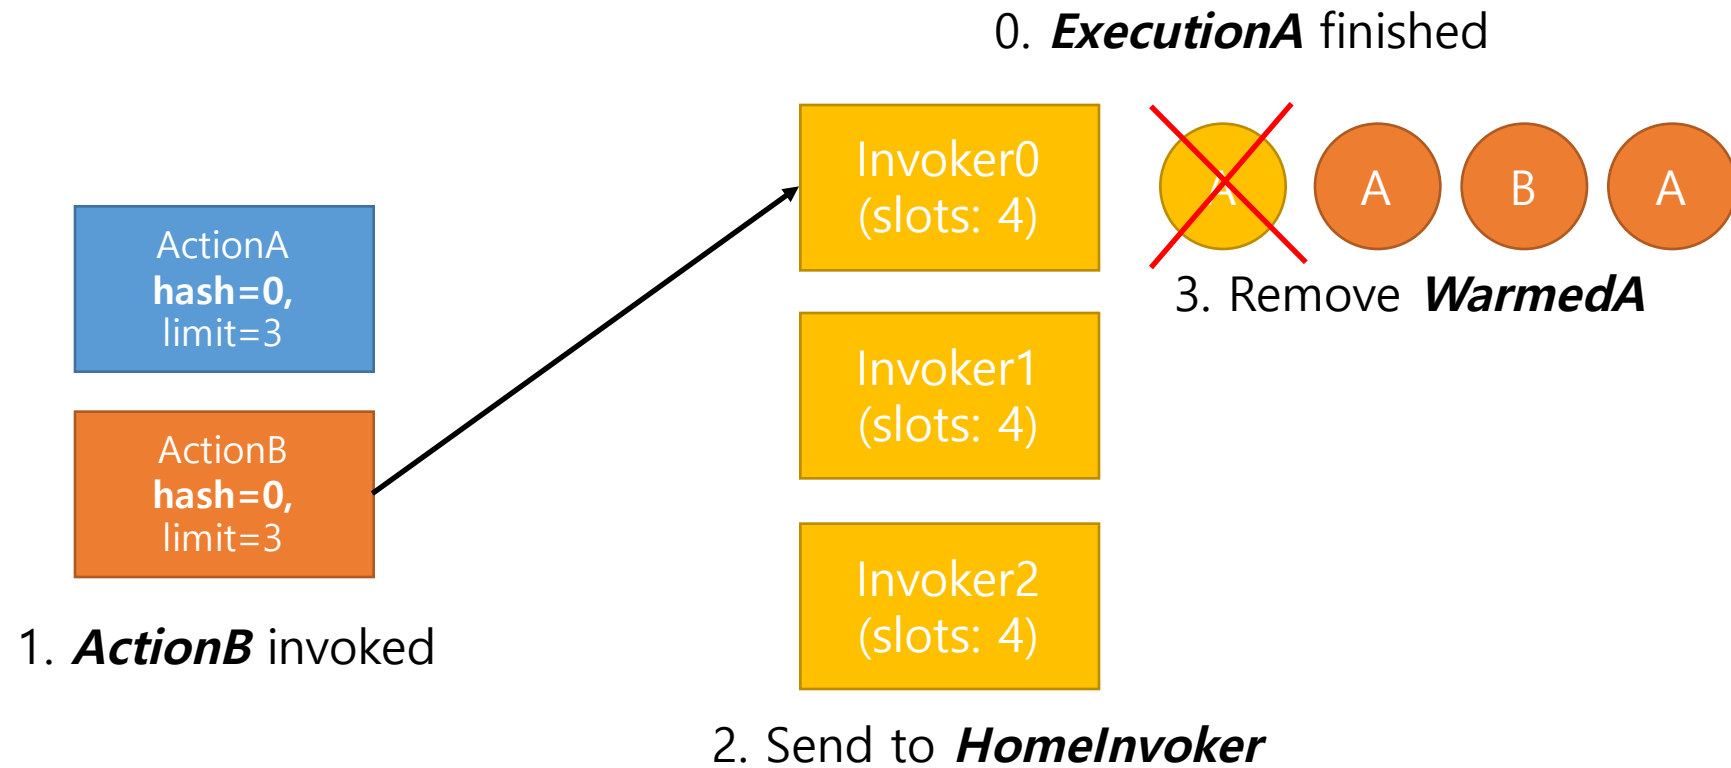 0. ExecutionA finished
Invoker0
(slots: 4)
A
A
B
A
3. Remove WarmedA
ActionA
hash=0,
limit=3
Invoker1
(slots: 4)
ActionB
hash=0,
limit=3
Invoker2
(slots: 4)
1. ActionB invoked
2. Send to HomeInvoker